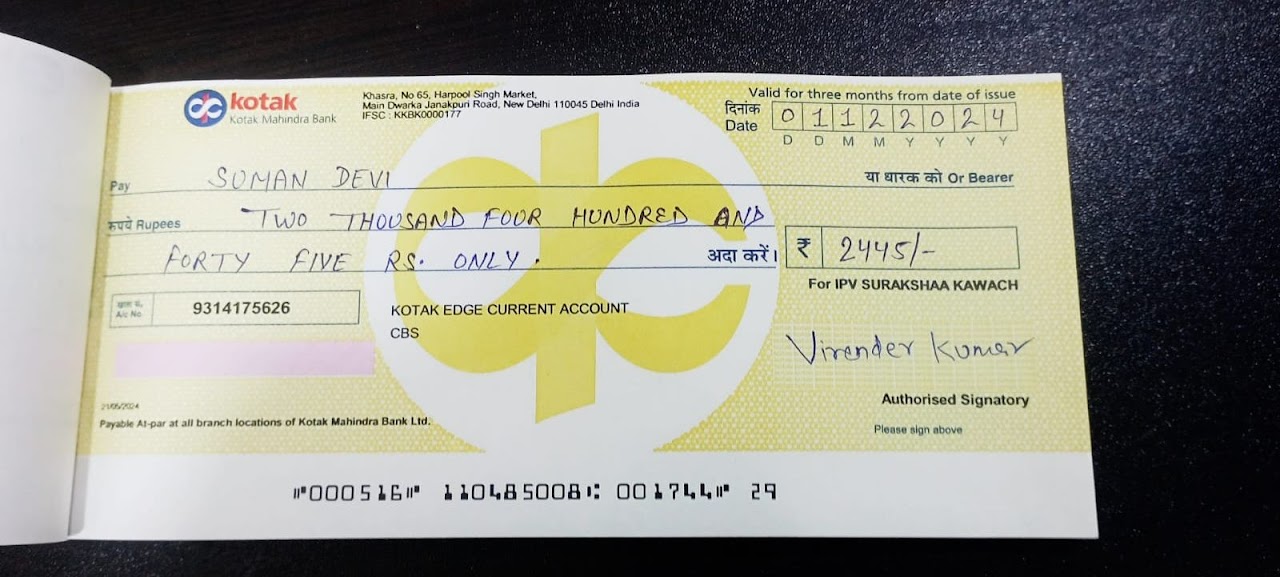 kotak
Kotak Mahindra Bank
Khasra, No 65, Harpool Singh Market,
Main Dwarka Janakpuri Road, New Delhi 110045 Delhi India
IFSC : KKBK0000177
Valid for three months from date of issue
दिनांक
Date 0 1 1 2 2 0 2 4
D D M M Y Y Y Y
Pay SUMAN DEVI या धारक को Or Bearer
रुपये Rupees TWO THOUSAND FOUR HUNDRED AND
FORTY FIVE RS. ONLY. अदा करें। ₹ 2445/-
For IPV SURAKSHAA KAWACH
खाता सं.
A/c No. 9314175626
KOTAK EDGE CURRENT ACCOUNT
CBS
Virender Kumar
21/05/2024
Authorised Signatory
Payable At-par at all branch locations of Kotak Mahindra Bank Ltd.
Please sign above
⑈000516⑈ 110485008⑆ 001744⑈ 29